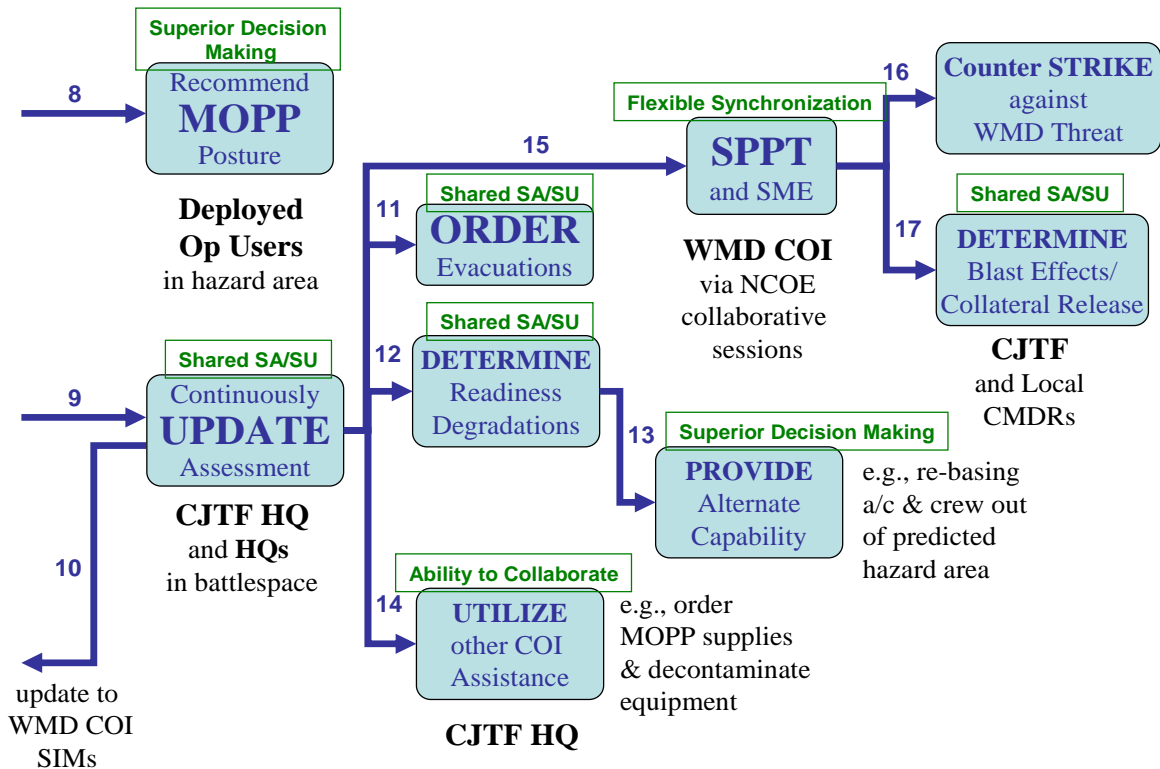 Superior Decision
Making
8
Recommend
MOPP
Posture
Deployed
Op Users
in hazard area
Shared SA/SU
9
Continuously
UPDATE
Assessment
CJTF HQ
and HQs
in battlespace
10
update to
WMD COI
SIMs
15
11
Shared SA/SU
ORDER
Evacuations
12
Shared SA/SU
DETERMINE
Readiness
Degradations
13
Superior Decision Making
PROVIDE
Alternate
Capability
e.g., re-basing
a/c & crew out
of predicted
hazard area
14
Ability to Collaborate
UTILIZE
other COI
Assistance
CJTF HQ
e.g., order
MOPP supplies
& decontaminate
equipment
Flexible Synchronization
SPPT
and SME
WMD COI
via NCOE
collaborative
sessions
16
Counter STRIKE
against
WMD Threat
17
Shared SA/SU
DETERMINE
Blast Effects/
Collateral Release
CJTF
and Local
CMDRs